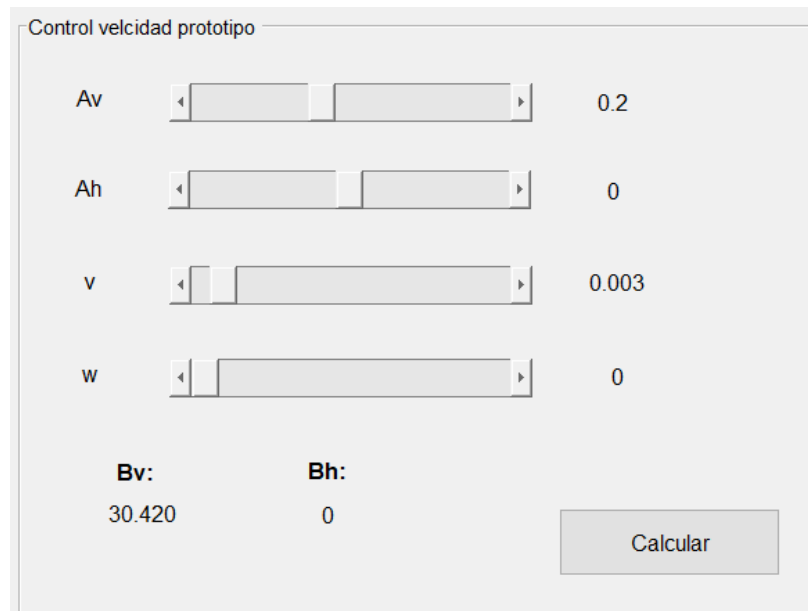 Control velcidad prototipo
Av 0.2
Ah 0
v 0.003
w 0
Bv: Bh:
30.420 0
Calcular